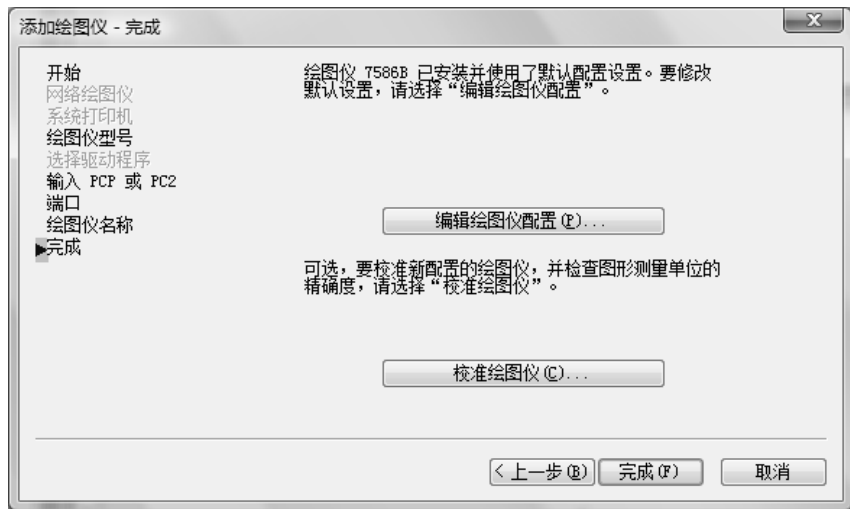 添加绘图仪 - 完成
开始
网络绘图仪
系统打印机
绘图仪型号
选择驱动程序
输入 PCP 或 PC2
端口
绘图仪名称
完成
绘图仪 7586B 已安装并使用了默认配置设置。要修改
默认设置，请选择“编辑绘图仪配置”。
编辑绘图仪配置(P)...
可选，要校准新配置的绘图仪，并检查图形测量单位的
精确度，请选择“校准绘图仪”。
校准绘图仪(C)...
< 上一步(B)
完成(F)
取消